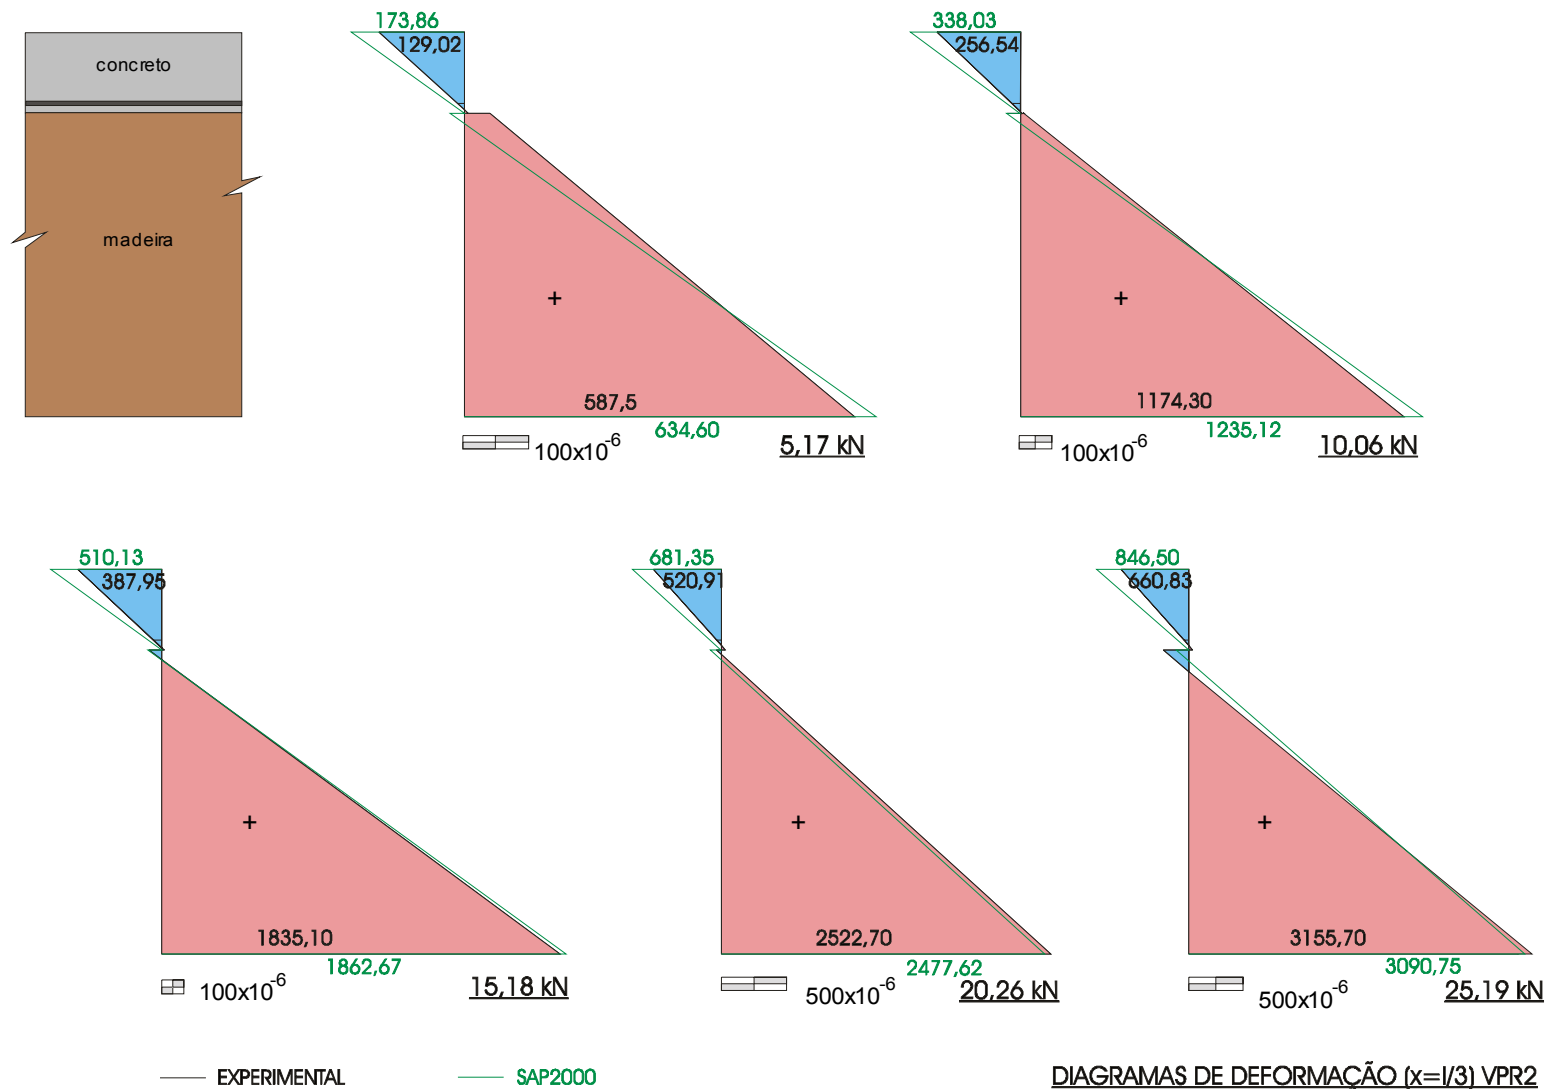 concreto
madeira
173,86
129,02
+
587,5
634,60
100x10-6
5,17 kN
338,03
256,54
+
1174,30
1235,12
100x10-6
10,06 kN
510,13
387,95
+
1835,10
1862,67
100x10-6
15,18 kN
681,35
520,91
+
2522,70
2477,62
500x10-6
20,26 kN
846,50
660,83
+
3155,70
3090,75
500x10-6
25,19 kN
EXPERIMENTAL
SAP2000
DIAGRAMAS DE DEFORMAÇÃO (x=l/3) VPR2